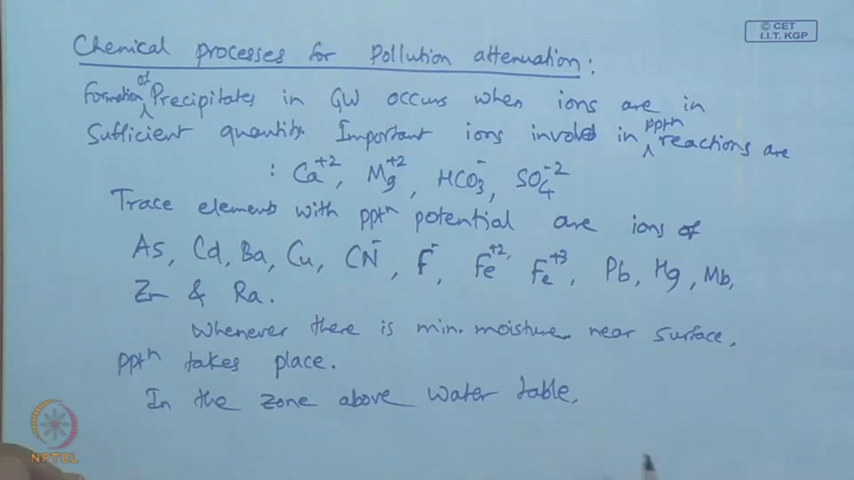 © CET
I.I.T. KGP
Chemical processes for Pollution attenuation:
Formation of Precipitates in GW occurs when ions are in
Sufficient quantity. Important ions involved in pptn reactions are
: Ca+2, Mg+2, HCO3-, SO4-2
Trace elements with pptn potential are ions of
As, Cd, Ba, Cu, CN-, F-, Fe+2, Fe+3, Pb, Hg, Mb,
Zr & Ra.
Whenever there is min. moisture near surface,
pptn takes place.
In the zone above water table,
NPTEL